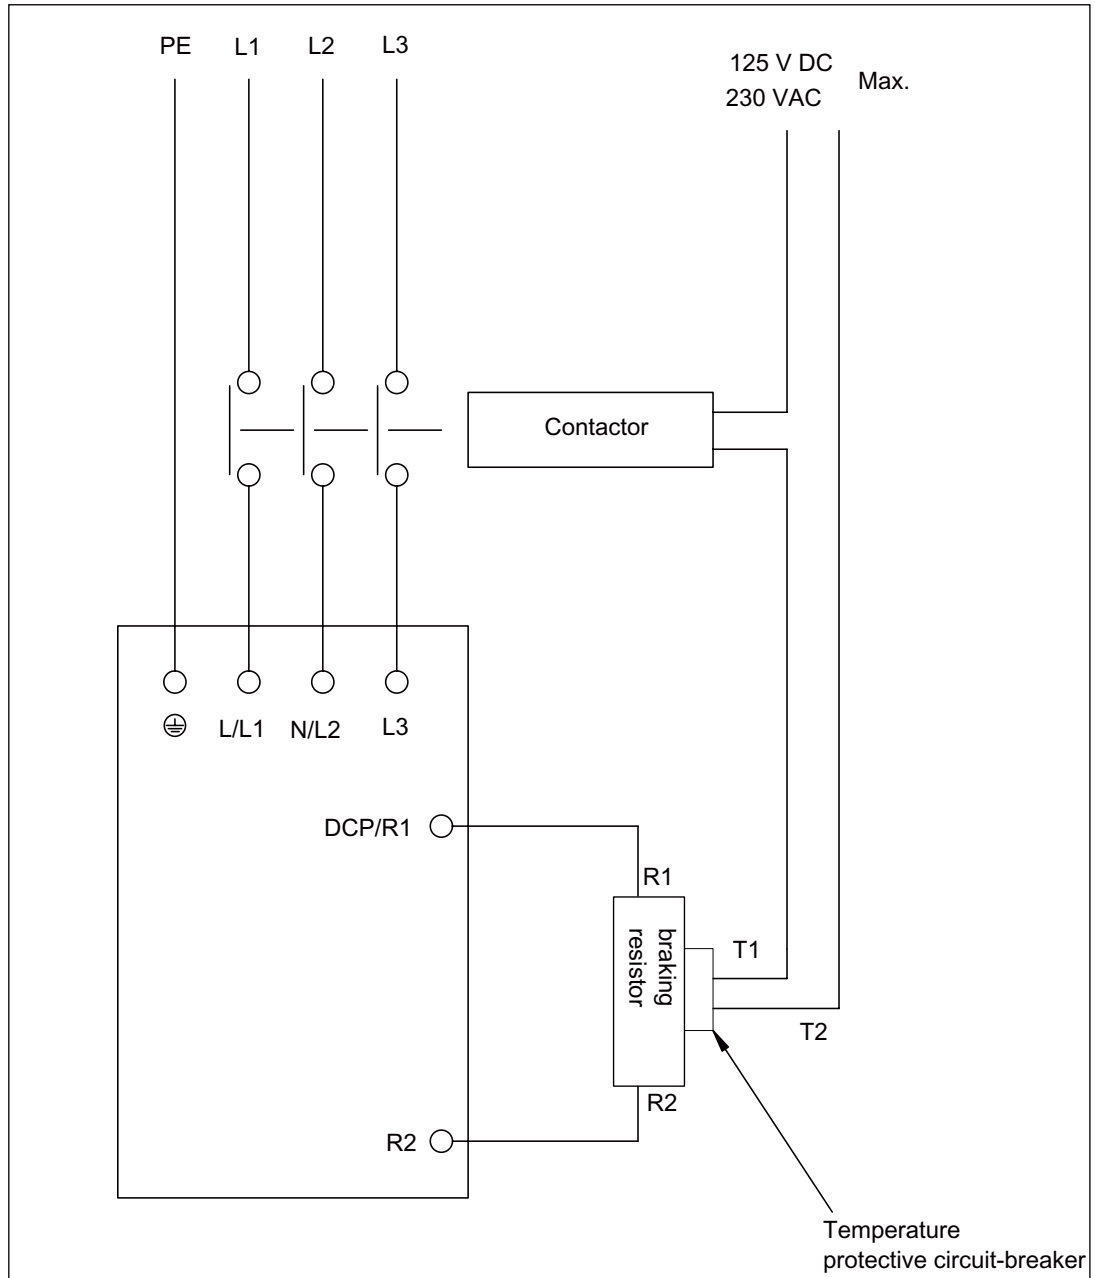 PE L1 L2 L3
125 V DC
230 VAC
Max.
Contactor
L/L1 N/L2 L3
DCP/R1
R1
braking
resistor
T1
T2
R2
R2
Temperature
protective circuit-breaker